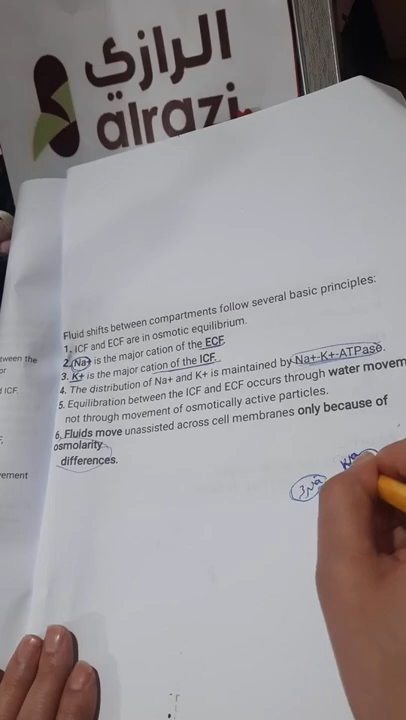 الرازي
alrazi
Fluid shifts between compartments follow several basic principles:
1. ICF and ECF are in osmotic equilibrium.
2. Na+ is the major cation of the ECF.
3. K+ is the major cation of the ICF.
4. The distribution of Na+ and K+ is maintained by Na+-K+-ATPase.
5. Equilibration between the ICF and ECF occurs through water movem
not through movement of osmotically active particles.
6. Fluids move unassisted across cell membranes only because of
osmolarity
differences.
tween the
or
ICF.
vement
3Na